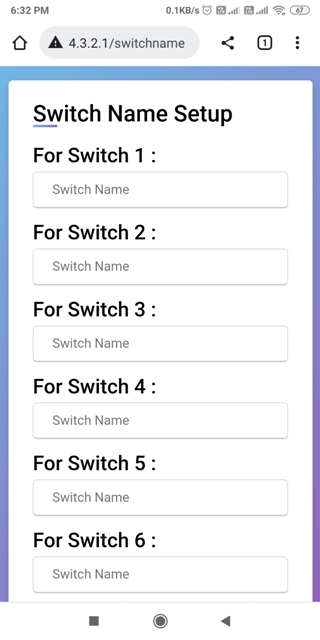 6:32 PM
0.1KB/s
67
4.3.2.1/switchname
1
Switch Name Setup
For Switch 1 :
Switch Name
For Switch 2 :
Switch Name
For Switch 3 :
Switch Name
For Switch 4 :
Switch Name
For Switch 5 :
Switch Name
For Switch 6 :
Switch Name